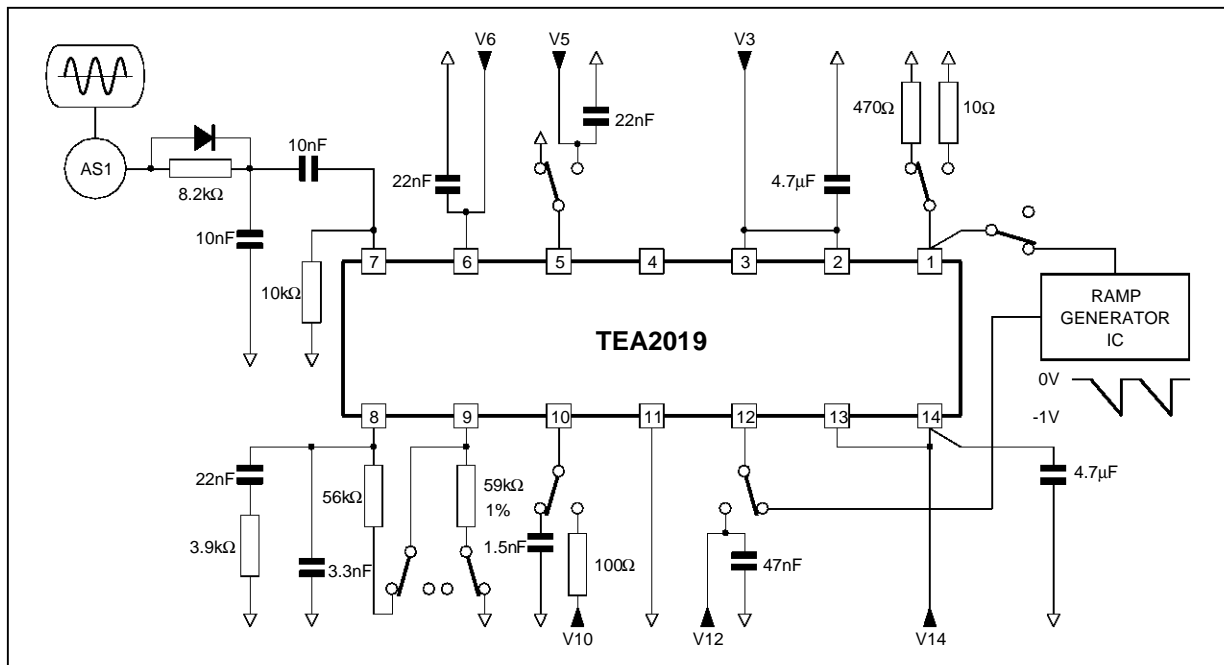 V6
V5
V3
22nF
470Ω
10Ω
10nF
AS1
8.2kΩ
22nF
4.7µF
10nF
7
6
5
4
3
2
1
10kΩ
RAMP
GENERATOR
IC
TEA2019
0V
-1V
8
9
10
11
12
13
14
22nF
56kΩ
59kΩ
1%
4.7µF
3.9kΩ
3.3nF
1.5nF
100Ω
47nF
V10
V12
V14